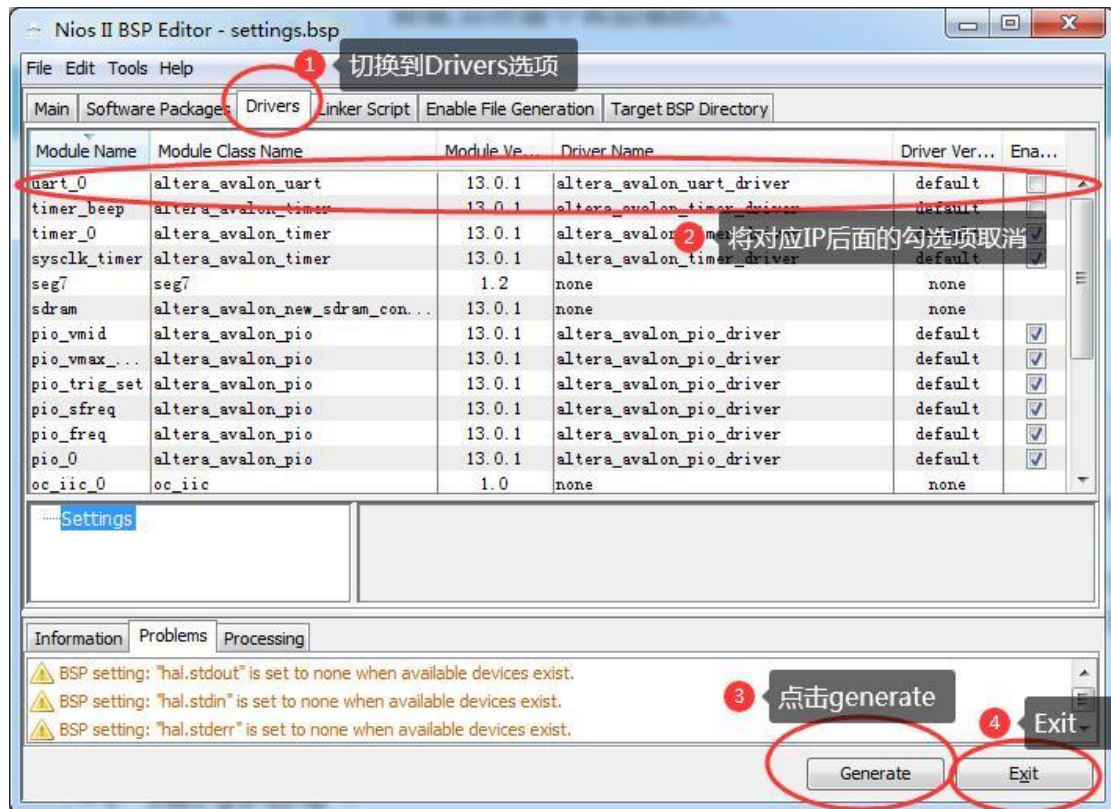 Nios II BSP Editor - settings.bsp
File Edit Tools Help
1 切换到Drivers选项
Main Software Packages Drivers Linker Script Enable File Generation Target BSP Directory
Module Name Module Class Name Module Ve... Driver Name Driver Ver... Ena...
uart_0 altera_avalon_uart 13.0.1 altera_avalon_uart_driver default
timer_beep altera_avalon_timer 13.0.1 altera_avalon_timer_driver default
timer_0 altera_avalon_timer 13.0.1 altera_avalon
2 将对应IP后面的勾选项取消
sysclk_timer altera_avalon_timer 13.0.1 altera_avalon_timer_driver default
seg7 seg7 1.2 none none
sdram altera_avalon_new_sdram_con... 13.0.1 none none
pio_vmid altera_avalon_pio 13.0.1 altera_avalon_pio_driver default
pio_vmax_... altera_avalon_pio 13.0.1 altera_avalon_pio_driver default
pio_trig_set altera_avalon_pio 13.0.1 altera_avalon_pio_driver default
pio_sfreq altera_avalon_pio 13.0.1 altera_avalon_pio_driver default
pio_freq altera_avalon_pio 13.0.1 altera_avalon_pio_driver default
pio_0 altera_avalon_pio 13.0.1 altera_avalon_pio_driver default
oc_iic_0 oc_iic 1.0 none none
Settings
Information Problems Processing
BSP setting: "hal.stdout" is set to none when available devices exist.
BSP setting: "hal.stdin" is set to none when available devices exist.
BSP setting: "hal.stderr" is set to none when available devices exist.
3 点击generate
4 Exit
Generate Exit